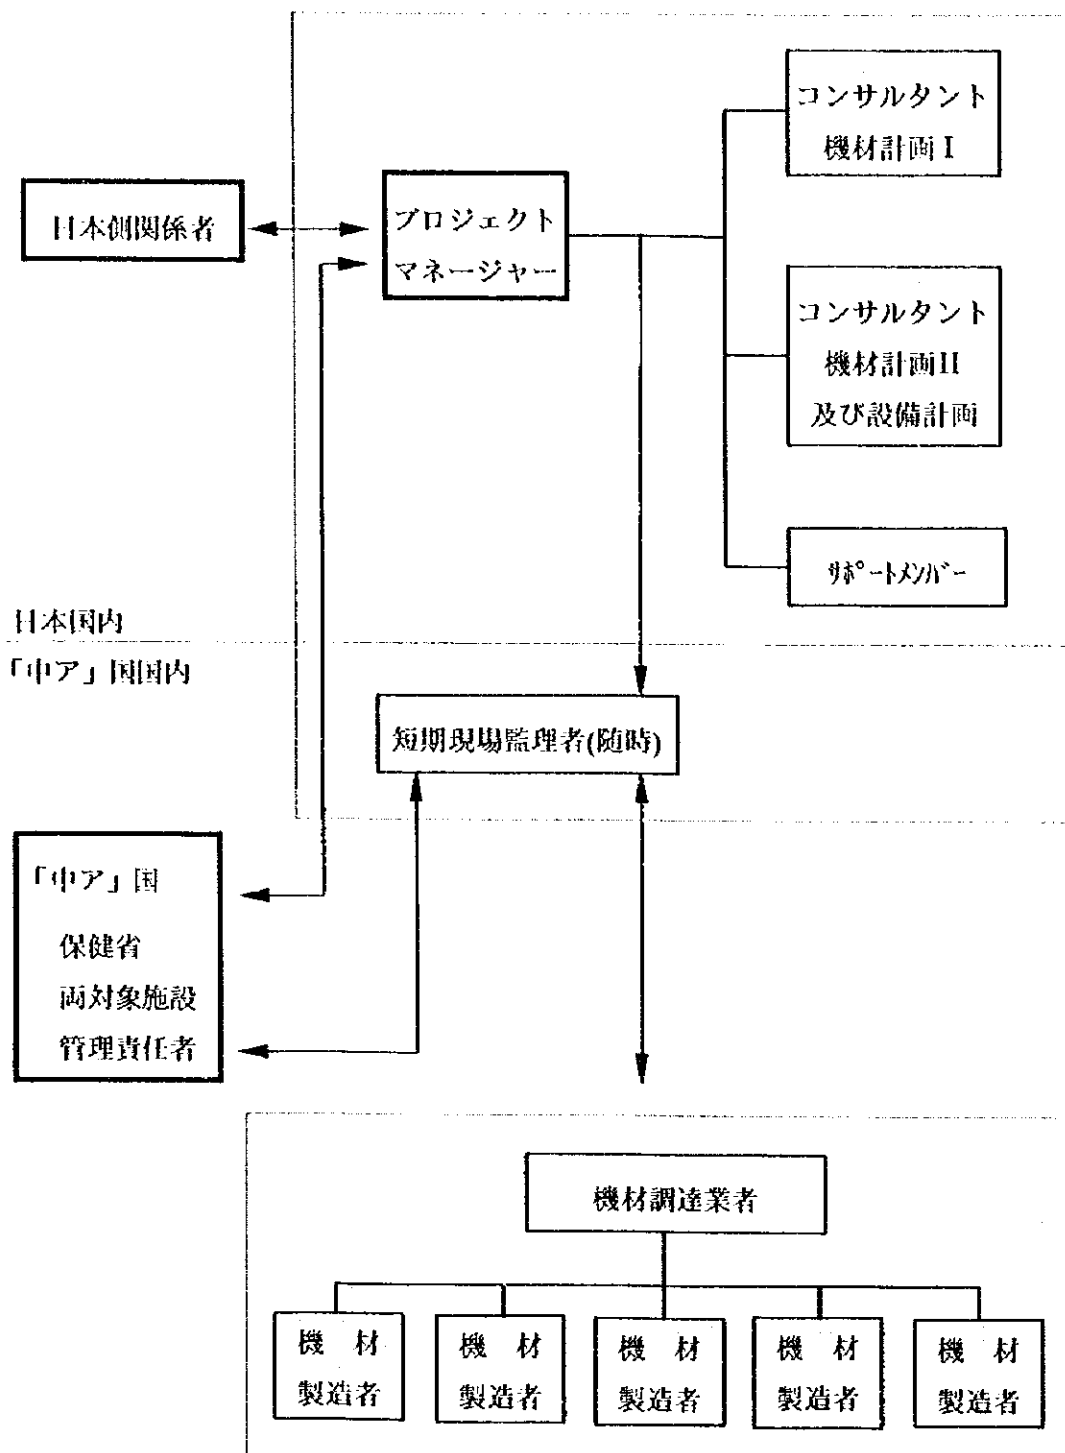 コンサルタント
機材計画 I
日本側関係者
プロジェクト
マネージャー
コンサルタント
機材計画II
及び設備計画
ｻﾎﾟｰﾄﾒﾝﾊﾞｰ
日本国内
「中ア」国国内
短期現場監理者(随時)
「中ア」国
保健省
両対象施設
管理責任者
機材調達業者
機 材
製造者
機 材
製造者
機 材
製造者
機 材
製造者
機 材
製造者